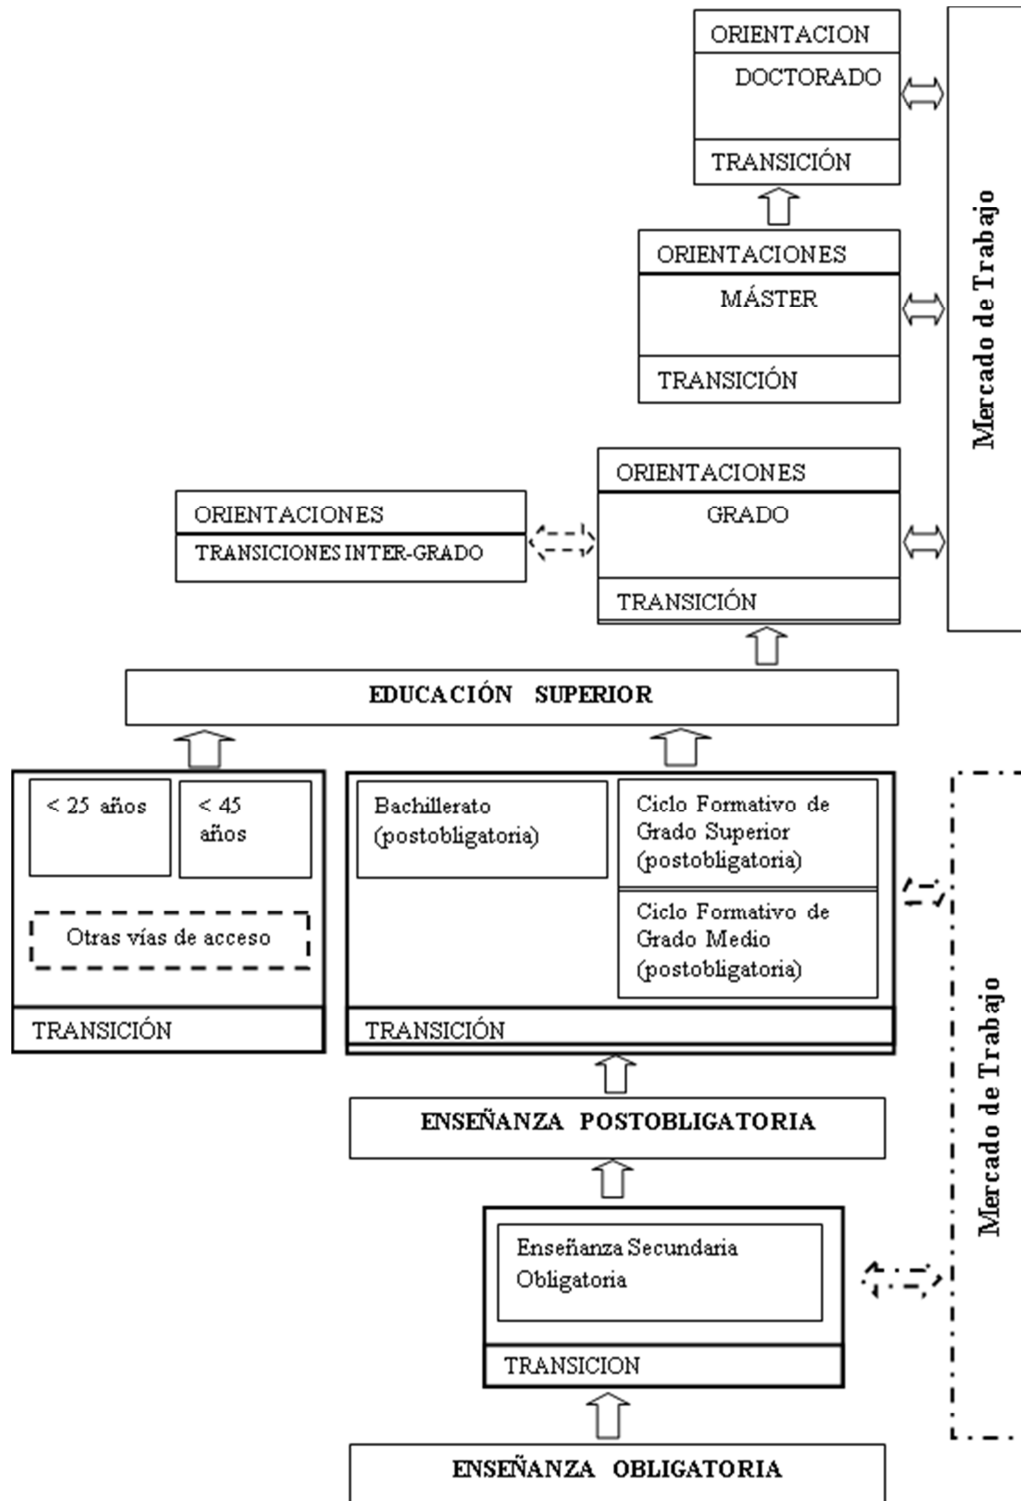 ORIENTACION
DOCTORADO
TRANSICIÓN
ORIENTACIONES
MÁSTER
TRANSICIÓN
Mercado de Trabajo
ORIENTACIONES
GRADO
TRANSICIÓN
ORIENTACIONES
TRANSICIONES INTER-GRADO
EDUCACIÓN SUPERIOR
< 25 años
< 45
años
Otras vías de acceso
TRANSICIÓN
Bachillerato
(postobligatoria)
Ciclo Formativo de
Grado Superior
(postobligatoria)
Ciclo Formativo de
Grado Medio
(postobligatoria)
TRANSICIÓN
Mercado de Trabajo
ENSEÑANZA POSTOBLIGATORIA
Enseñanza Secundaria
Obligatoria
TRANSICION
ENSEÑANZA OBLIGATORIA